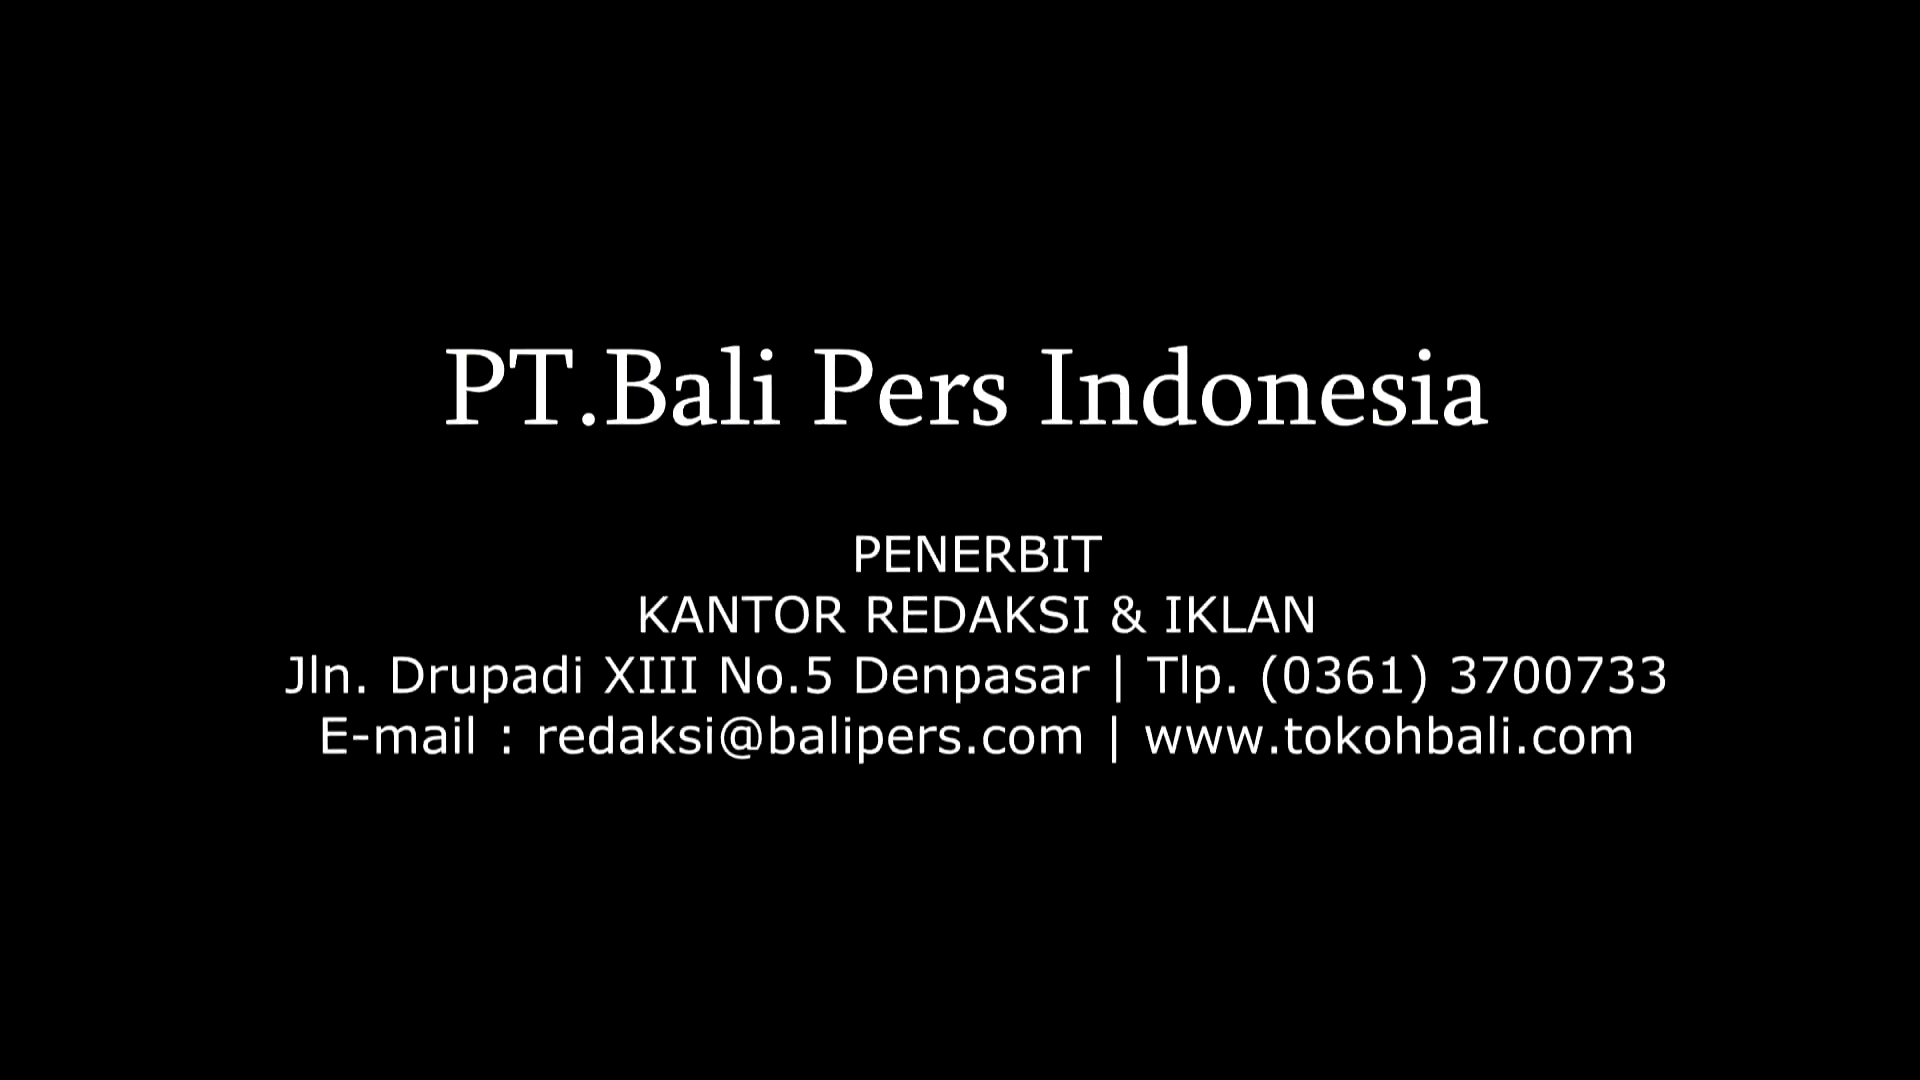 PT.Bali Pers Indonesia
PENERBIT
KANTOR REDAKSI & IKLAN
Jln. Drupadi XIII No.5 Denpasar | Tlp. (0361) 3700733
E-mail : redaksi@balipers.com | www.tokohbali.com